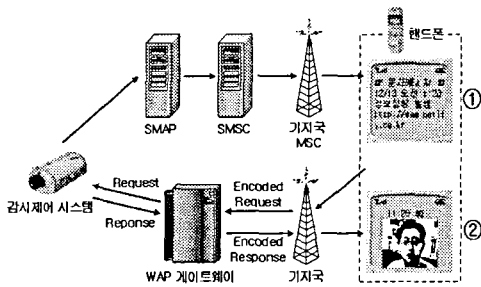 핸드폰
①
SMAP
SMSC
기지국
MSC
감시제어 시스템
Request
Reponse
Encoded
Request
Encoded
Response
WAP 게이트웨이
기지국
②